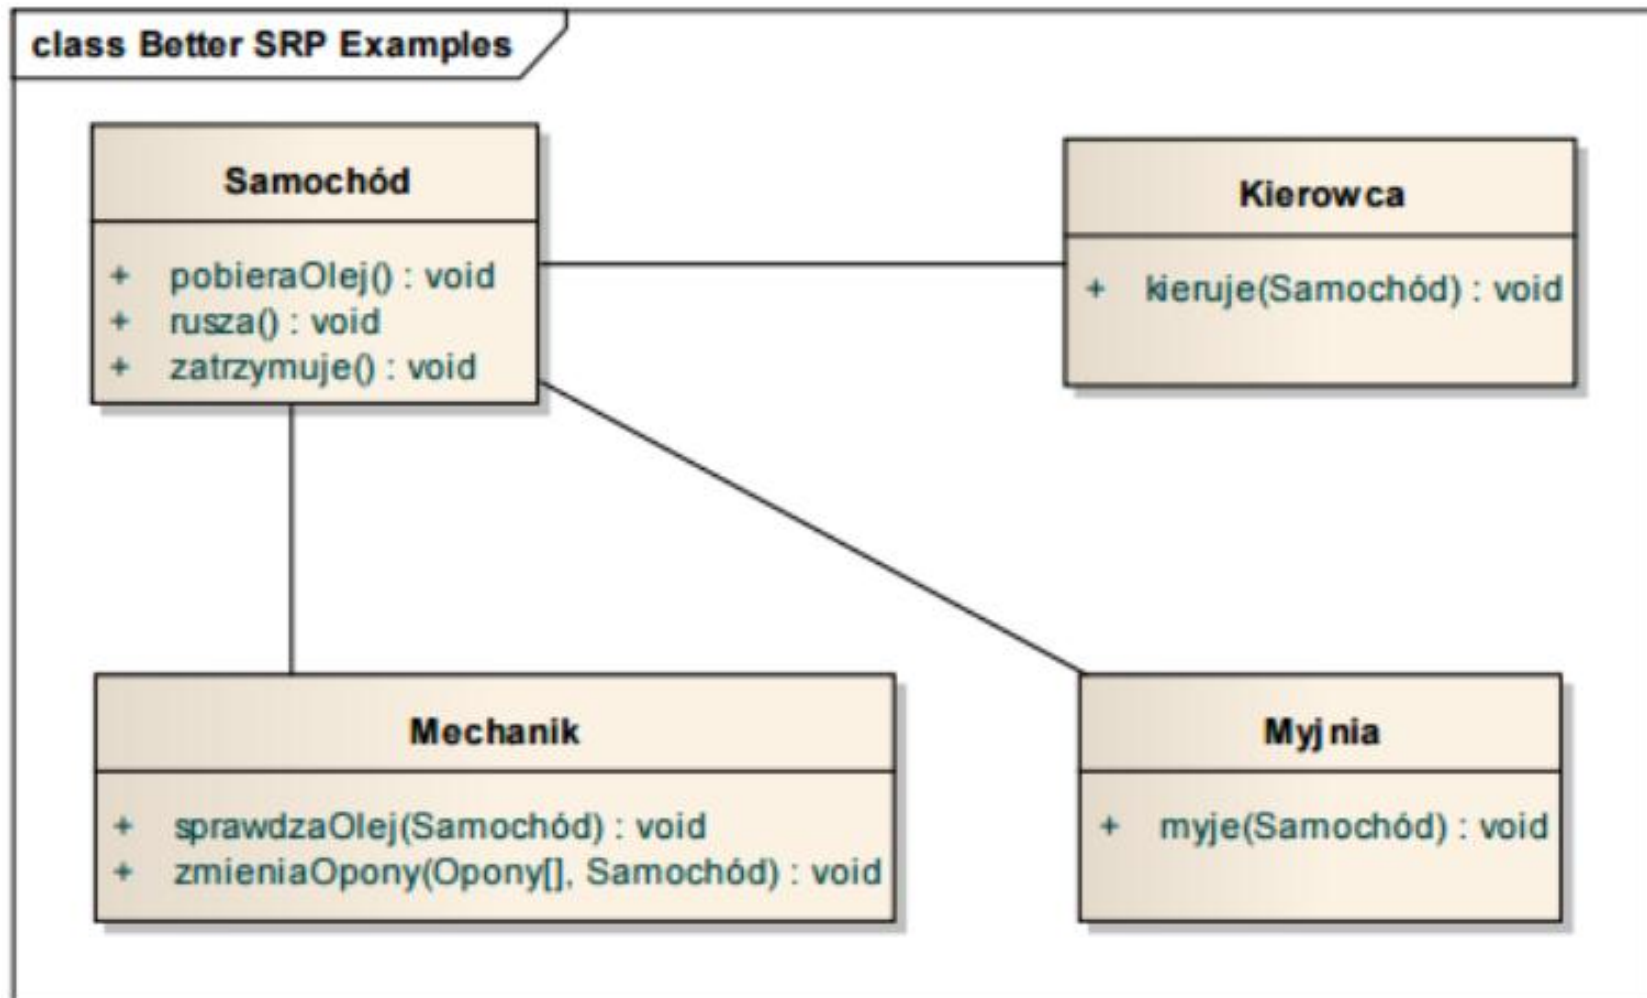 class Better SRP Examples
Samochód
+ pobieraOlej() : void
+ rusza() : void
+ zatrzymuje() : void
Kierowca
+ kieruje(Samochód) : void
Mechanik
+ sprawdzaOlej(Samochód) : void
+ zmieniaOpony(Opony[], Samochód) : void
Myjnia
+ myje(Samochód) : void